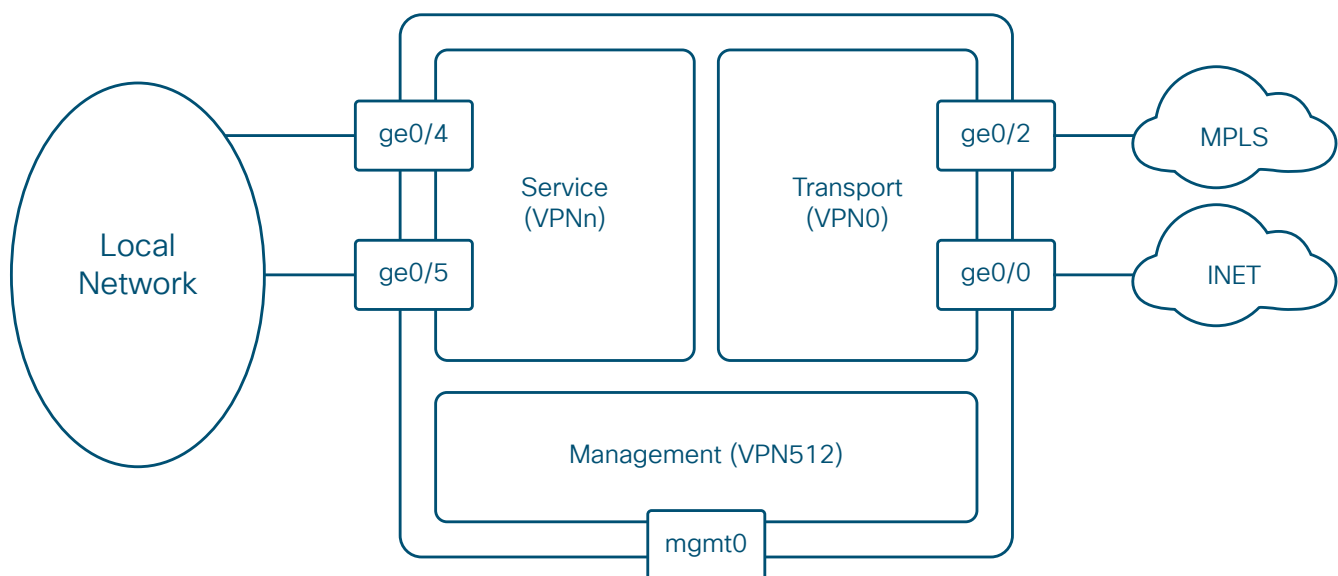 Local
Network
ge0/4
ge0/5
Service
(VPNn)
Transport
(VPN0)
ge0/2
ge0/0
MPLS
INET
Management (VPN512)
mgmt0